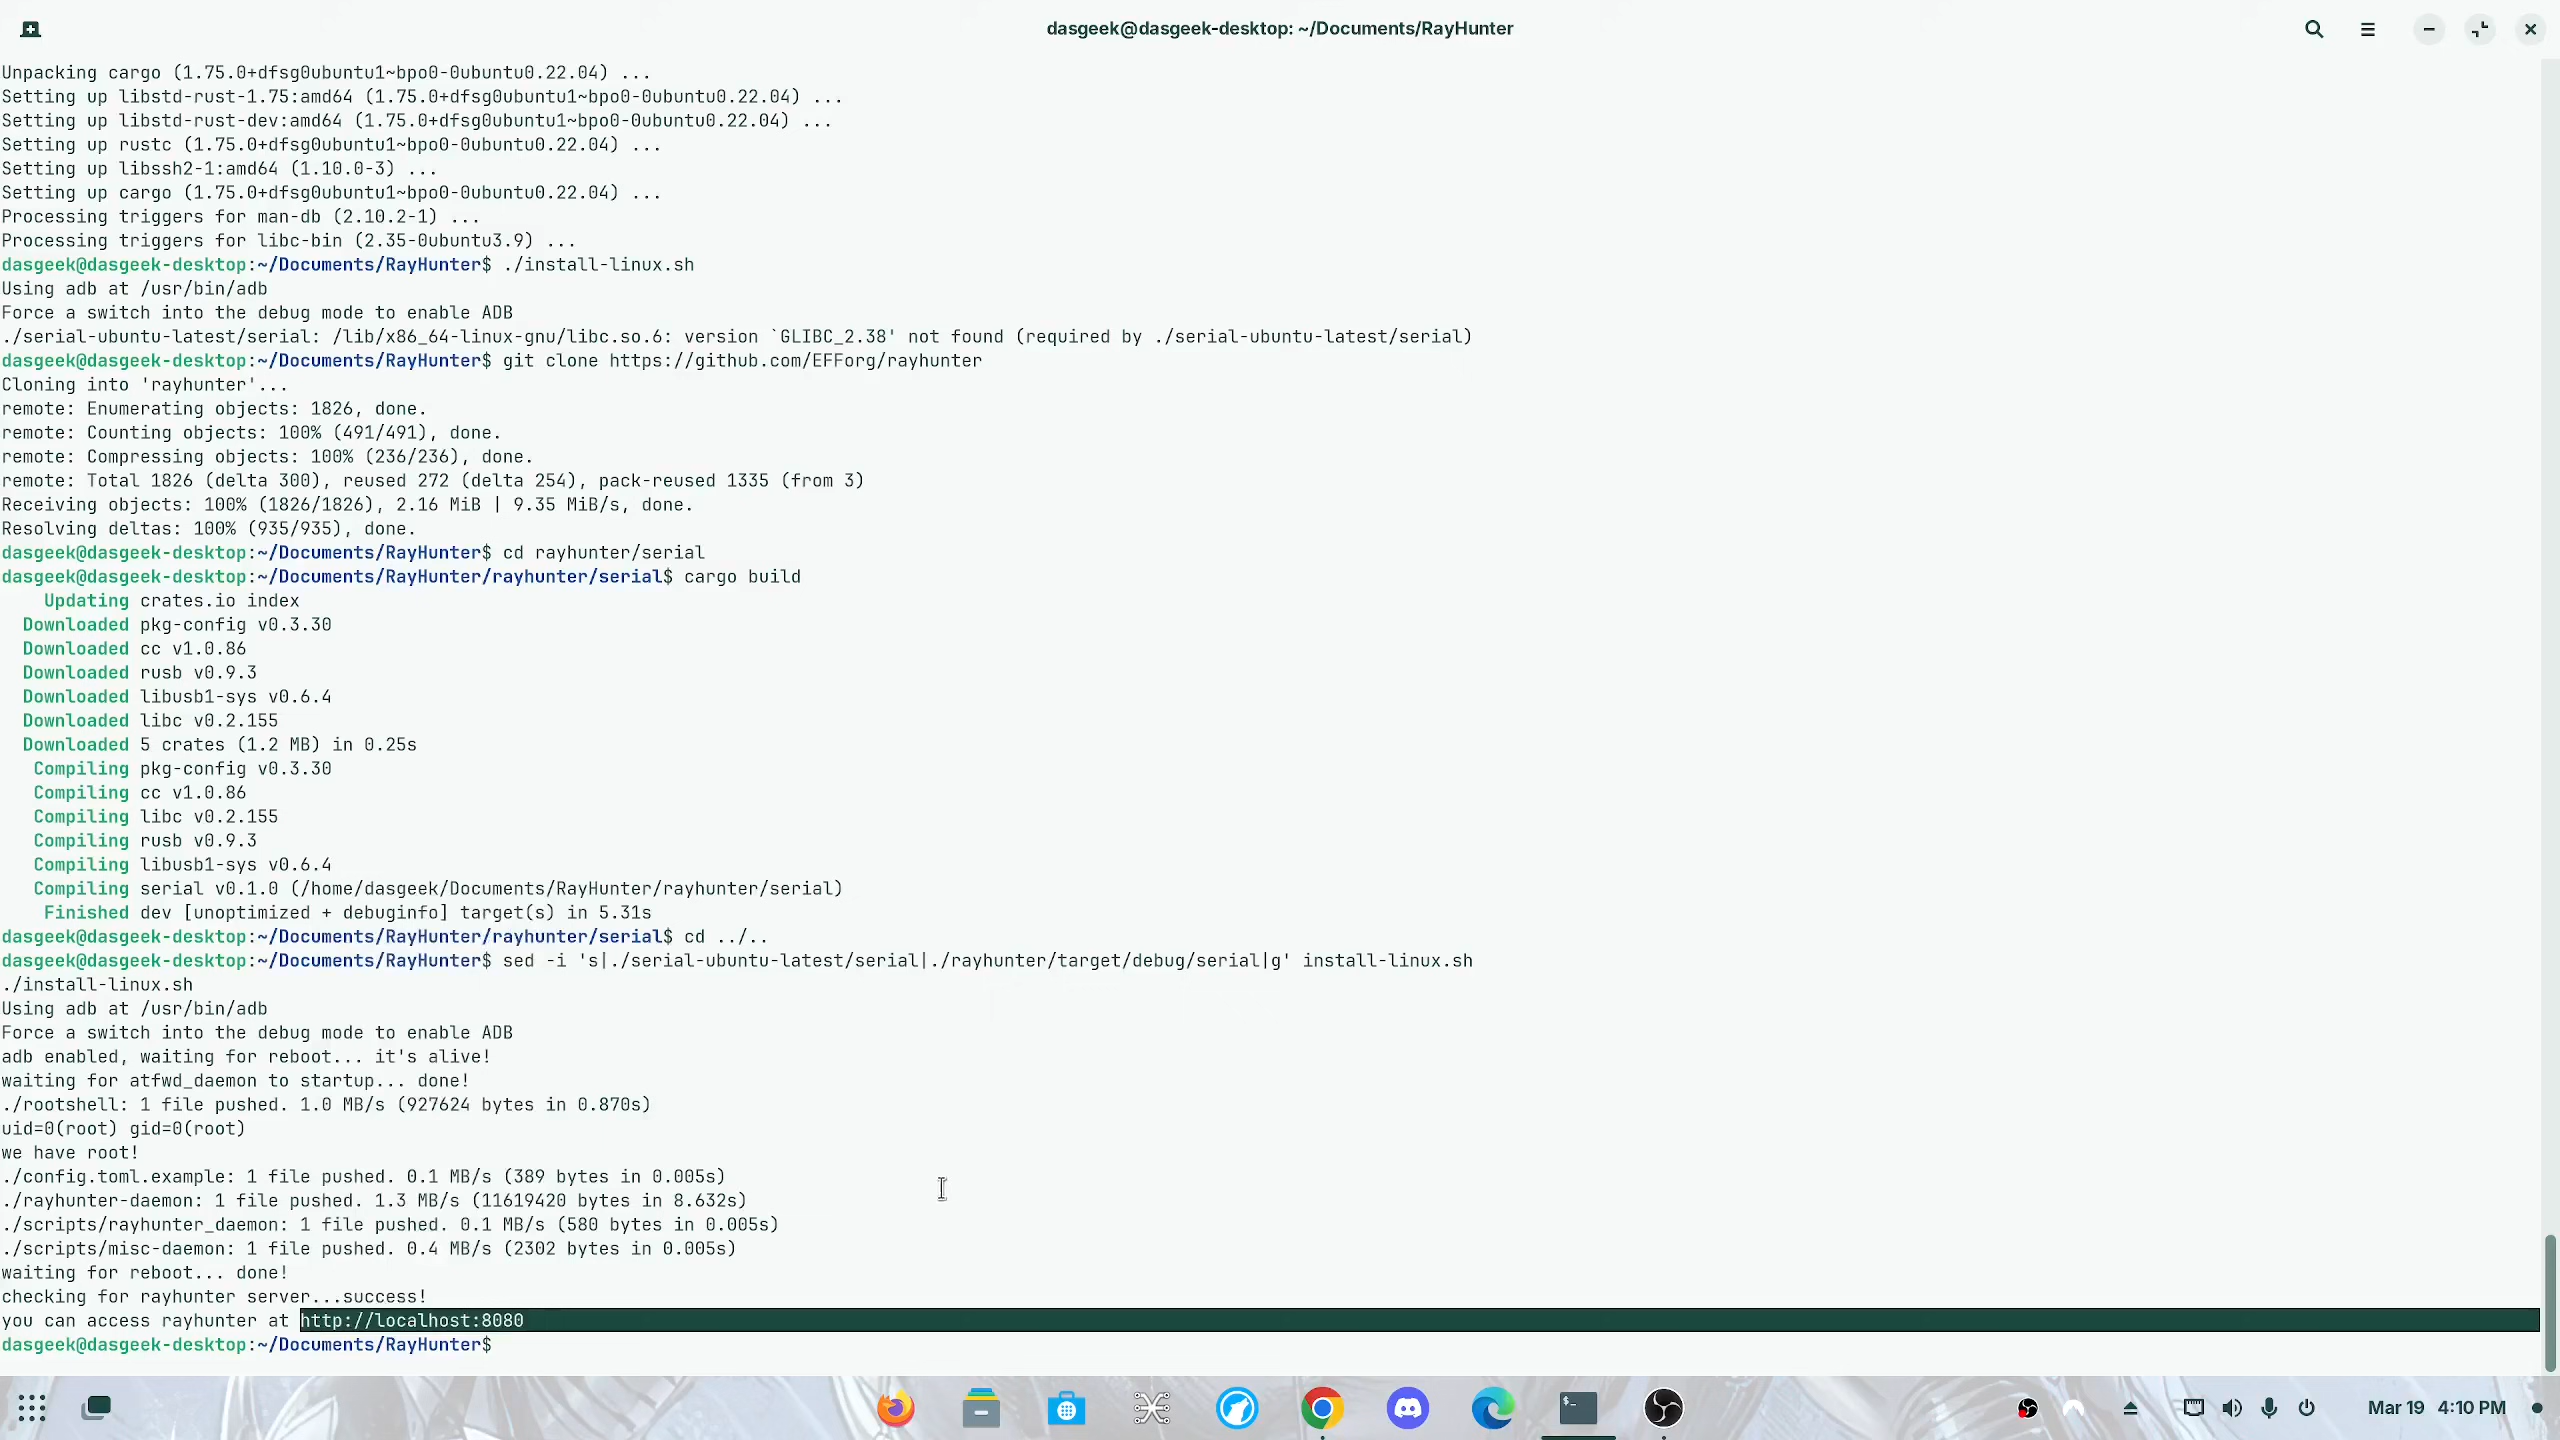 dasgeek@dasgeek-desktop: ~/Documents/RayHunter
Unpacking cargo (1.75.0+dfsg0ubuntu1~bpo0-0ubuntu0.22.04) ...
Setting up libstd-rust-1.75:amd64 (1.75.0+dfsg0ubuntu1~bpo0-0ubuntu0.22.04) ...
Setting up libstd-rust-dev:amd64 (1.75.0+dfsg0ubuntu1~bpo0-0ubuntu0.22.04) ...
Setting up rustc (1.75.0+dfsg0ubuntu1~bpo0-0ubuntu0.22.04) ...
Setting up libssh2-1:amd64 (1.10.0-3) ...
Setting up cargo (1.75.0+dfsg0ubuntu1~bpo0-0ubuntu0.22.04) ...
Processing triggers for man-db (2.10.2-1) ...
Processing triggers for libc-bin (2.35-0ubuntu3.9) ...
dasgeek@dasgeek-desktop:~/Documents/RayHunter$ ./install-linux.sh
Using adb at /usr/bin/adb
Force a switch into the debug mode to enable ADB
./serial-ubuntu-latest/serial: /lib/x86_64-linux-gnu/libc.so.6: version `GLIBC_2.38' not found (required by ./serial-ubuntu-latest/serial)
dasgeek@dasgeek-desktop:~/Documents/RayHunter$ git clone https://github.com/EFForg/rayhunter
Cloning into 'rayhunter'...
remote: Enumerating objects: 1826, done.
remote: Counting objects: 100% (491/491), done.
remote: Compressing objects: 100% (236/236), done.
remote: Total 1826 (delta 300), reused 272 (delta 254), pack-reused 1335 (from 3)
Receiving objects: 100% (1826/1826), 2.16 MiB | 9.35 MiB/s, done.
Resolving deltas: 100% (935/935), done.
dasgeek@dasgeek-desktop:~/Documents/RayHunter$ cd rayhunter/serial
dasgeek@dasgeek-desktop:~/Documents/RayHunter/rayhunter/serial$ cargo build
Updating crates.io index
Downloaded pkg-config v0.3.30
Downloaded cc v1.0.86
Downloaded rusb v0.9.3
Downloaded libusb1-sys v0.6.4
Downloaded libc v0.2.155
Downloaded 5 crates (1.2 MB) in 0.25s
Compiling pkg-config v0.3.30
Compiling cc v1.0.86
Compiling libc v0.2.155
Compiling rusb v0.9.3
Compiling libusb1-sys v0.6.4
Compiling serial v0.1.0 (/home/dasgeek/Documents/RayHunter/rayhunter/serial)
Finished dev [unoptimized + debuginfo] target(s) in 5.31s
dasgeek@dasgeek-desktop:~/Documents/RayHunter/rayhunter/serial$ cd ../..
dasgeek@dasgeek-desktop:~/Documents/RayHunter$ sed -i 's|./serial-ubuntu-latest/serial|./rayhunter/target/debug/serial|g' install-linux.sh
./install-linux.sh
Using adb at /usr/bin/adb
Force a switch into the debug mode to enable ADB
adb enabled, waiting for reboot... it's alive!
waiting for atfwd_daemon to startup... done!
./rootshell: 1 file pushed. 1.0 MB/s (927624 bytes in 0.870s)
uid=0(root) gid=0(root)
we have root!
./config.toml.example: 1 file pushed. 0.1 MB/s (389 bytes in 0.005s)
./rayhunter-daemon: 1 file pushed. 1.3 MB/s (11619420 bytes in 8.632s)
./scripts/rayhunter_daemon: 1 file pushed. 0.1 MB/s (580 bytes in 0.005s)
./scripts/misc-daemon: 1 file pushed. 0.4 MB/s (2302 bytes in 0.005s)
waiting for reboot... done!
checking for rayhunter server...success!
you can access rayhunter at http://localhost:8080
dasgeek@dasgeek-desktop:~/Documents/RayHunter$
Mar 19 4:10 PM